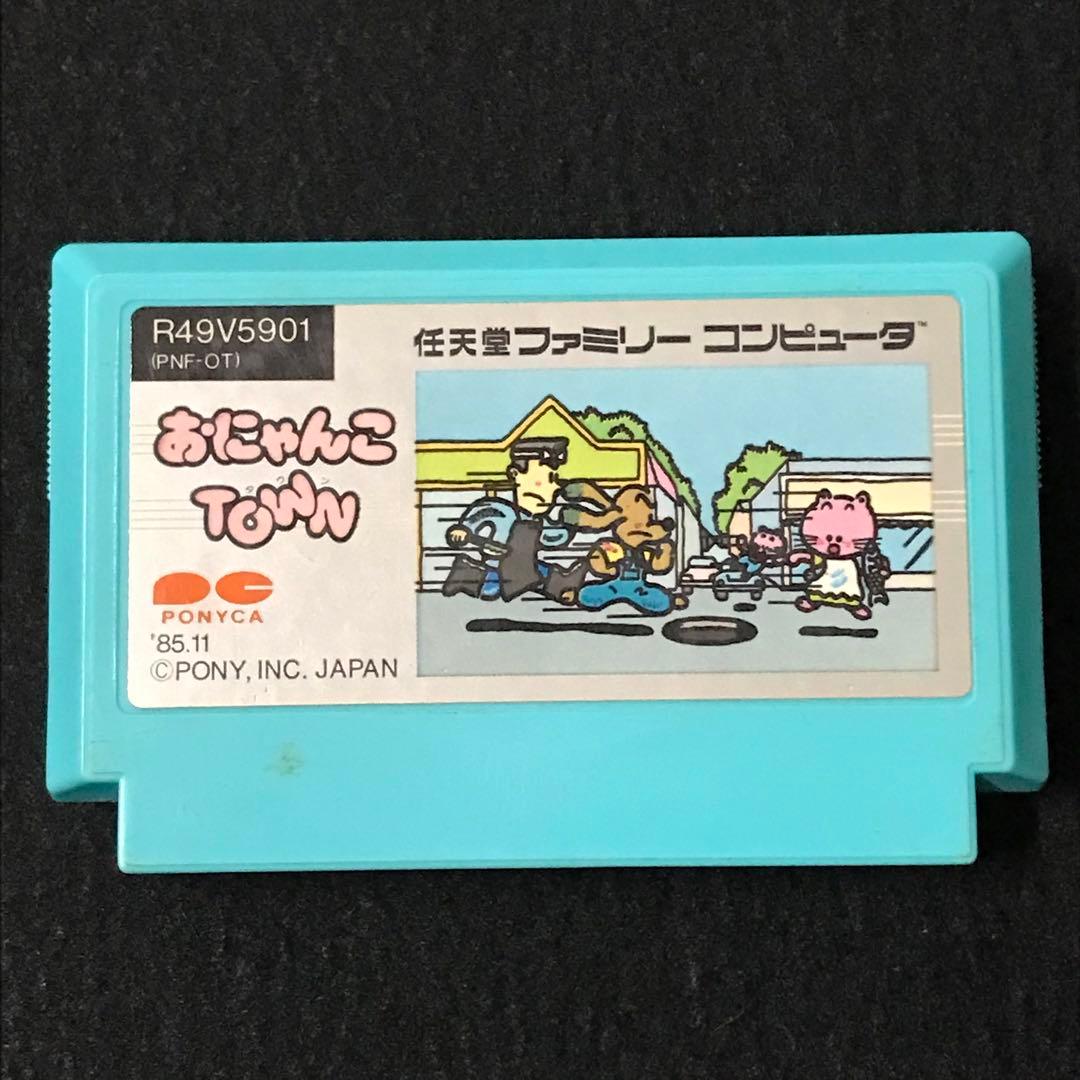 R49V5901
(PNF-OT)
任天堂ファミリー コンピュータ™
おにゃんこ
タウン
TOWN
PONYCA
'85.11
©PONY, INC. JAPAN